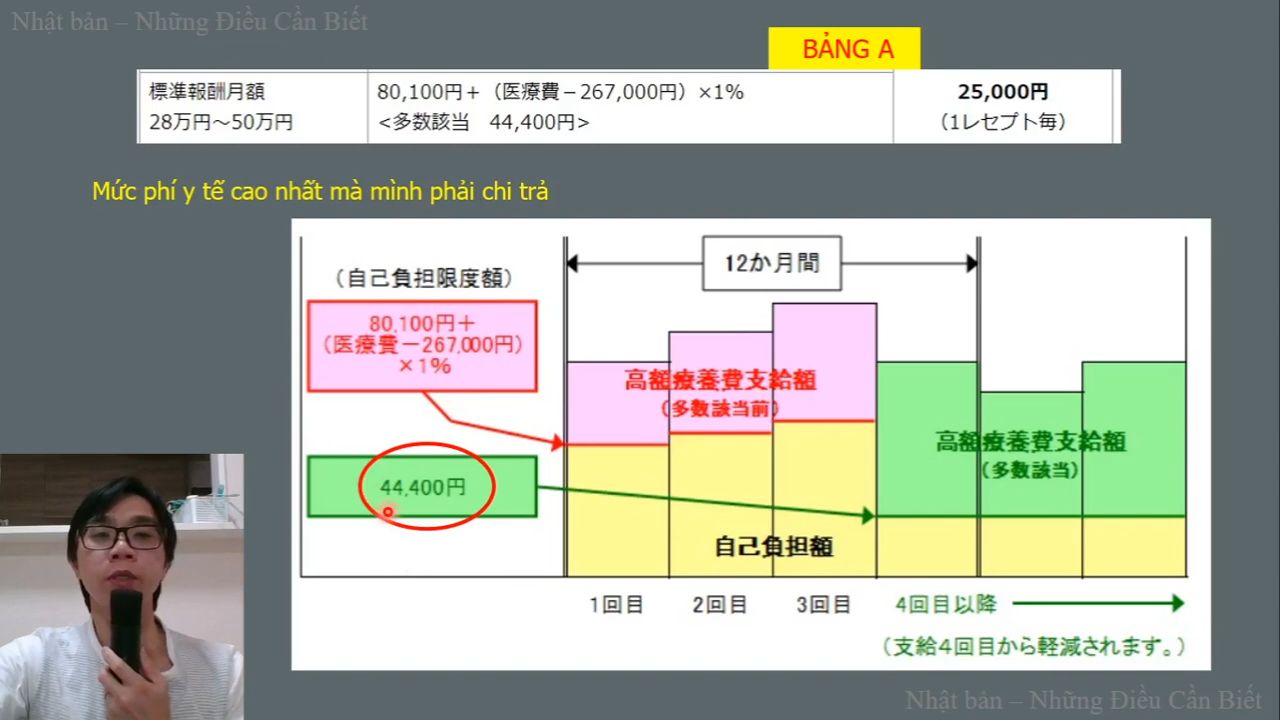 Nhật bản – Những Điều Cần Biết
BẢNG A
標準報酬月額
28万円～50万円
80,100円＋（医療費－267,000円）×1%
<多数該当　44,400円>
25,000円
（1レセプト毎）
Mức phí y tế cao nhất mà mình phải chi trả
12か月間
（自己負担限度額）
80,100円＋
（医療費－267,000円）
×1%
高額療養費支給額
（多数該当前）
高額療養費支給額
（多数該当）
44,400円
自己負担額
1回目
2回目
3回目
4回目以降
（支給4回目から軽減されます。）
Nhật bản – Những Điều Cần Biết